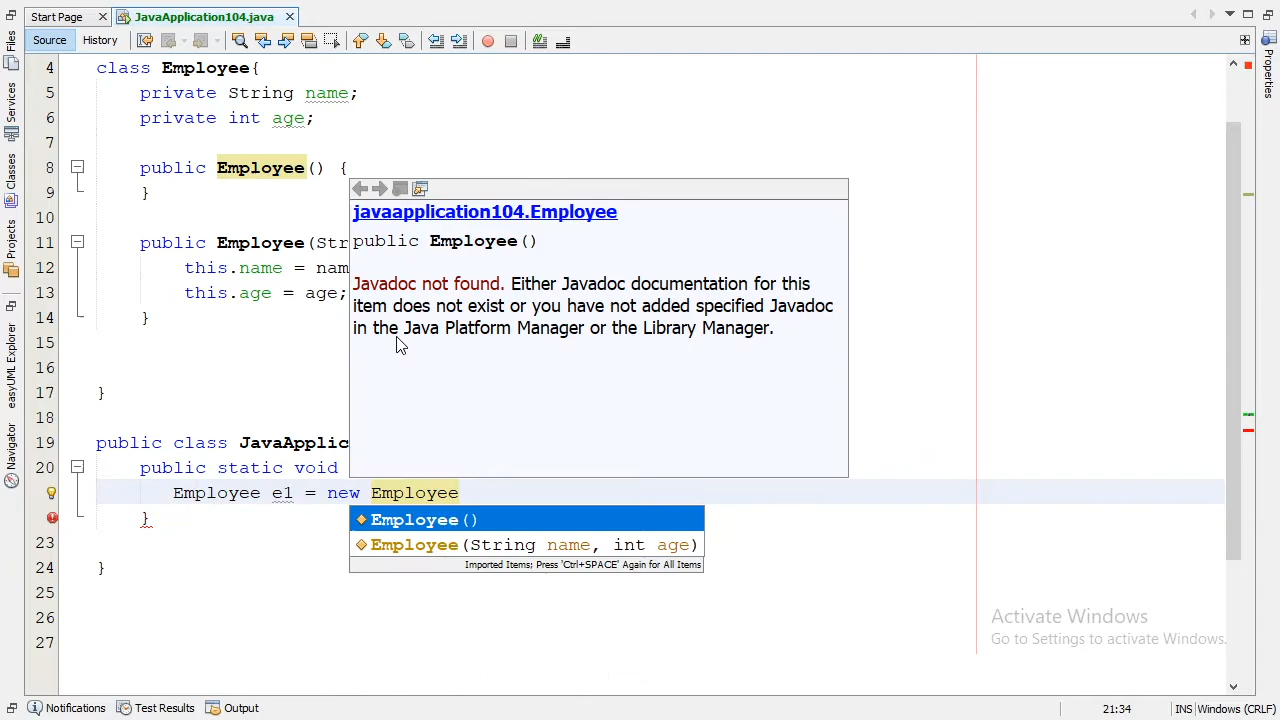 Start Page
JavaApplication104.java
Source
History
Files
Services
Classes
Projects
easyUML Explorer
Navigator
Properties
4 class Employee{
5 private String name;
6 private int age;
7
8 public Employee() {
9 }
10
11 public Employee(Str
12 this.name = nam
13 this.age = age;
14 }
15
16
17 }
18
19 public class JavaApplic
20 public static void
Employee e1 = new Employee
}
23
24 }
25
26
27
javaapplication104.Employee
public Employee()
Javadoc not found. Either Javadoc documentation for this
item does not exist or you have not added specified Javadoc
in the Java Platform Manager or the Library Manager.
Employee()
Employee(String name, int age)
Imported Items; Press 'Ctrl+SPACE' Again for All Items
Activate Windows
Go to Settings to activate Windows.
Notifications
Test Results
Output
21:34
INS
Windows (CRLF)